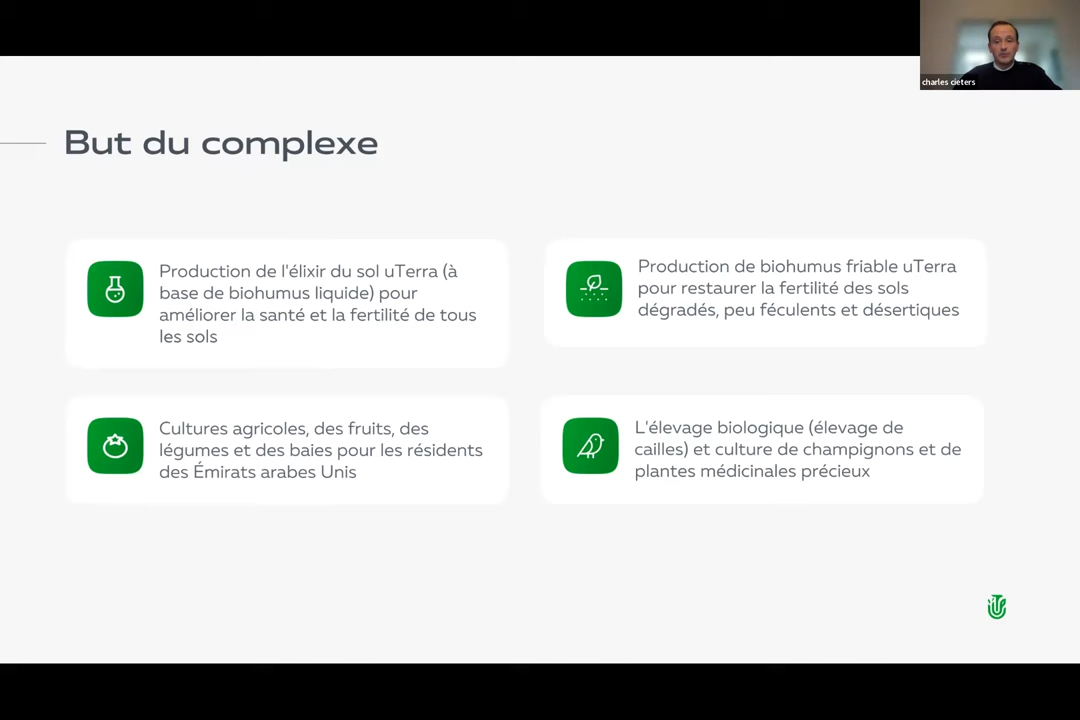 charles cieters
But du complexe
Production de l'élixir du sol uTerra (à
base de biohumus liquide) pour
améliorer la santé et la fertilité de tous
les sols
Production de biohumus friable uTerra
pour restaurer la fertilité des sols
dégradés, peu féculents et désertiques
Cultures agricoles, des fruits, des
légumes et des baies pour les résidents
des Émirats arabes Unis
L'élevage biologique (élevage de
cailles) et culture de champignons et de
plantes médicinales précieux